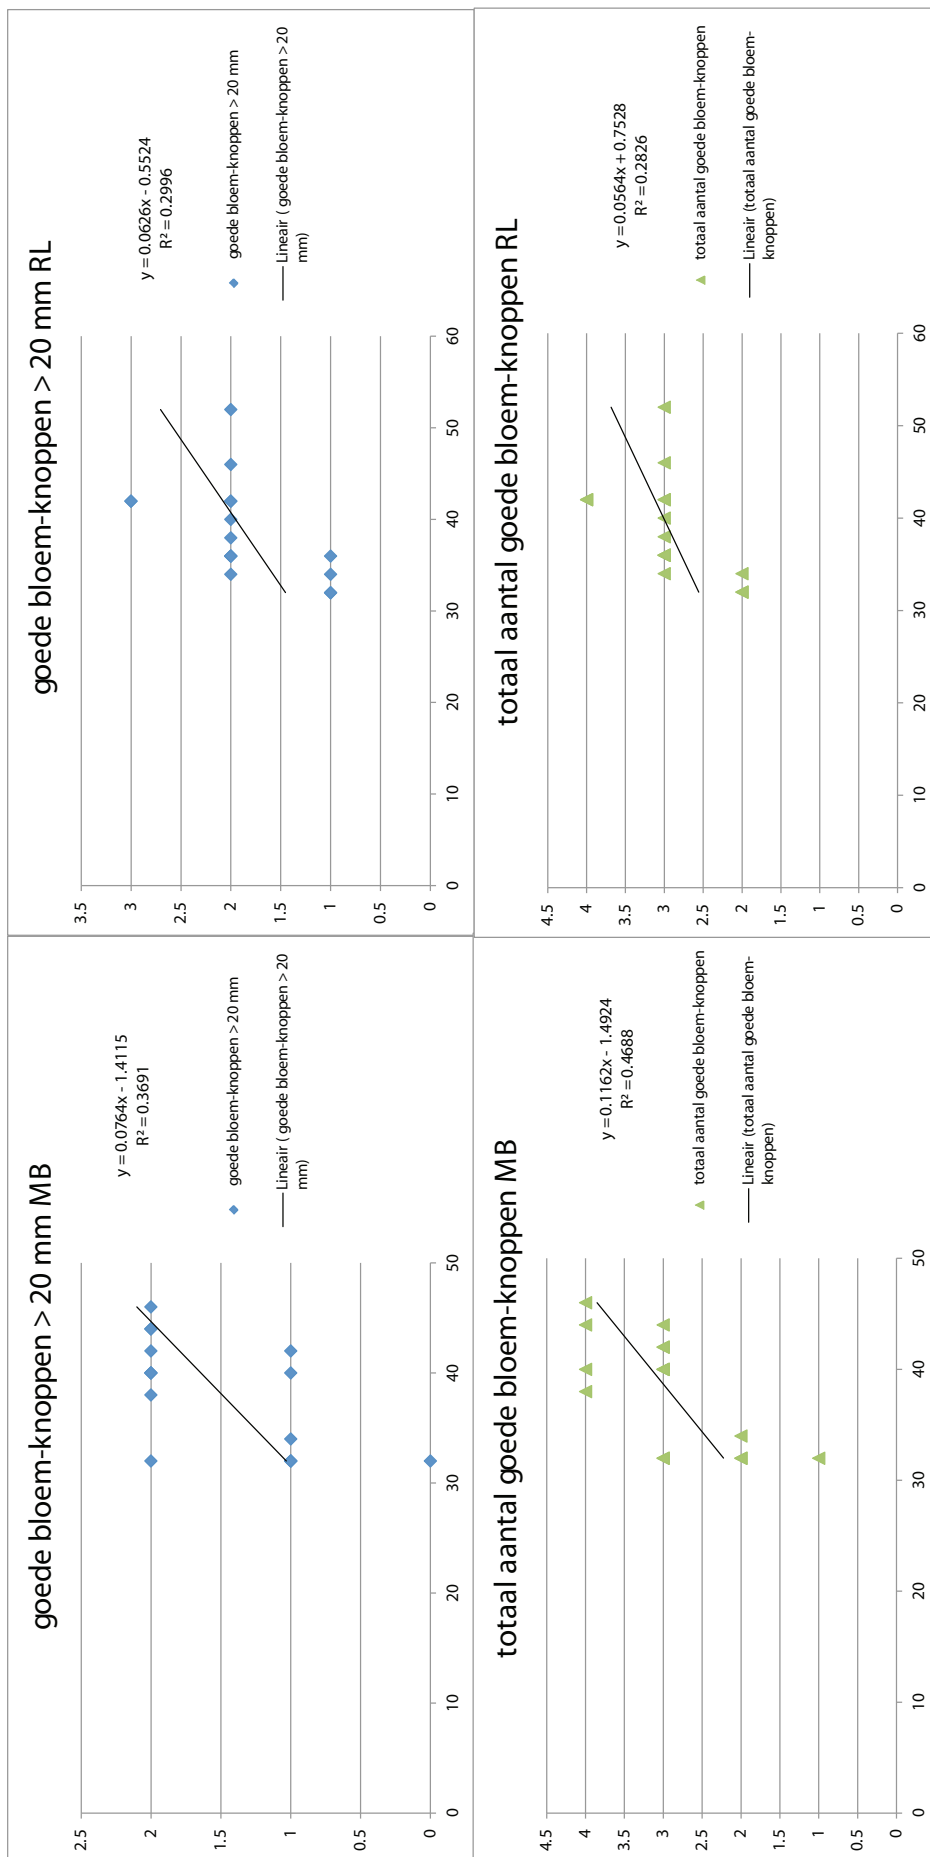 goede bloem-knoppen > 20 mm MB
2.5
2
1.5
1
0.5
0
0
10
20
30
40
50
y = 0.0764x - 1.4115
R² = 0.3691
goede bloem-knoppen > 20 mm
Lineair ( goede bloem-knoppen > 20
mm)
goede bloem-knoppen > 20 mm RL
3.5
3
2.5
2
1.5
1
0.5
0
0
10
20
30
40
50
60
y = 0.0626x - 0.5524
R² = 0.2996
goede bloem-knoppen > 20 mm
Lineair ( goede bloem-knoppen > 20
mm)
totaal aantal goede bloem-knoppen MB
4.5
4
3.5
3
2.5
2
1.5
1
0.5
0
0
10
20
30
40
50
y = 0.1162x - 1.4924
R² = 0.4688
totaal aantal goede bloem-knoppen
Lineair (totaal aantal goede bloem-
knoppen)
totaal aantal goede bloem-knoppen RL
4.5
4
3.5
3
2.5
2
1.5
1
0.5
0
0
10
20
30
40
50
60
y = 0.0564x + 0.7528
R² = 0.2826
totaal aantal goede bloem-knoppen
Lineair (totaal aantal goede bloem-
knoppen)